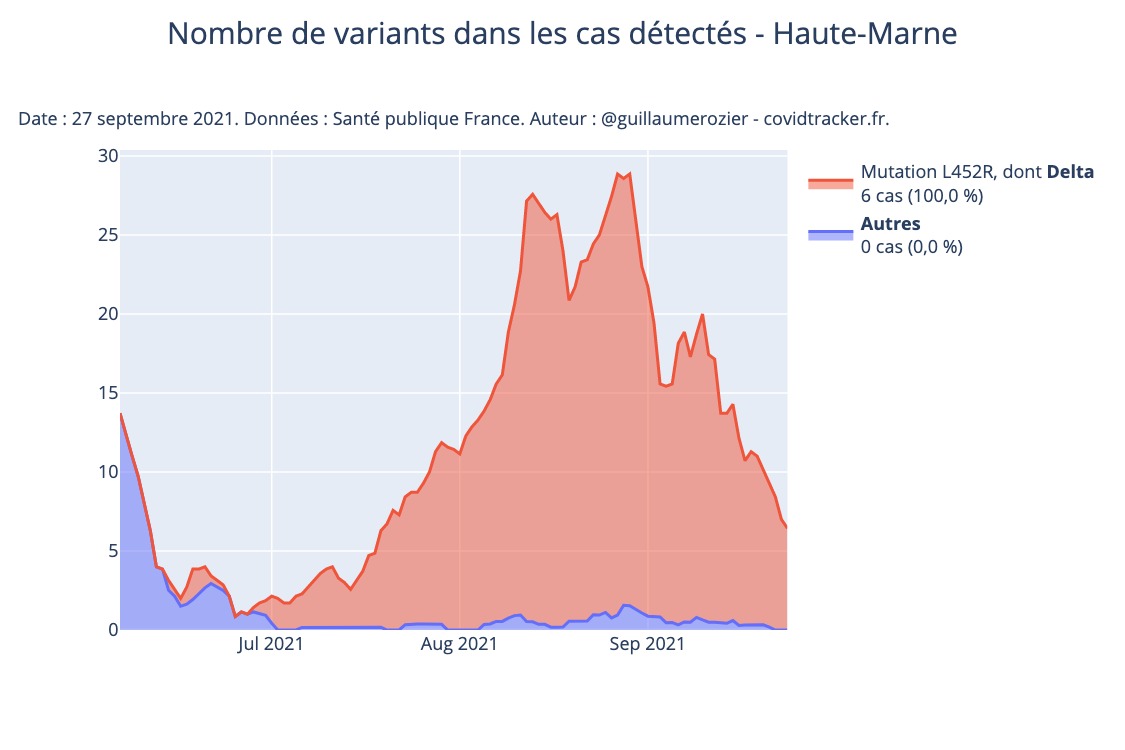 Nombre de variants dans les cas détectés - Haute-Marne
Date : 27 septembre 2021. Données : Santé publique France. Auteur : @guillaumerozier - covidtracker.fr.
30
25
20
15
10
5
0
Jul 2021
Aug 2021
Sep 2021
Mutation L452R, dont Delta
6 cas (100,0 %)
Autres
0 cas (0,0 %)